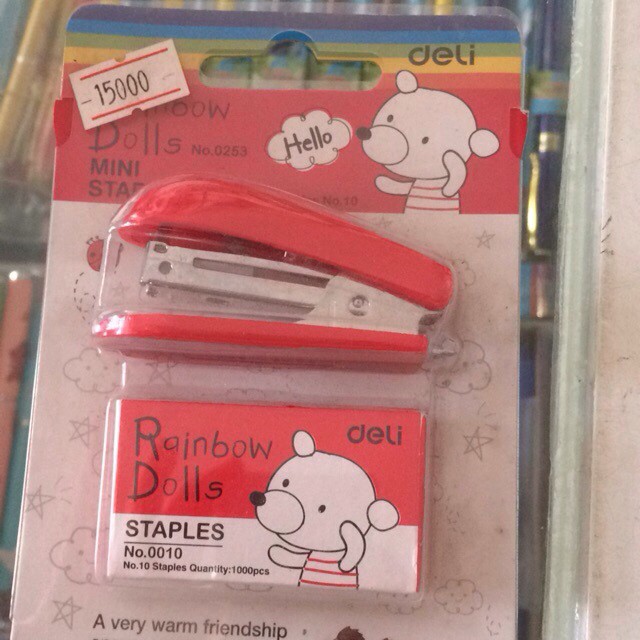 deli
-15000-
Rainbow
Dolls No.0253
Hello
MINI
No.10
Rainbow deli
Dolls
STAPLES
No.0010
No.10 Staples Quantity:1000pcs
A very warm friendship